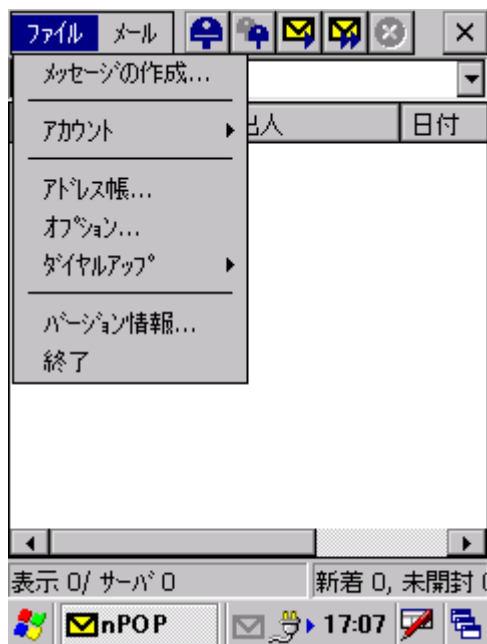 ファイル メール
メッセージの作成...
アカウント
出人 日付
アドレス帳...
オプション...
ダイヤルアップ
バージョン情報...
終了
表示 0/ サーバ 0 新着 0, 未開封
nPOP 17:07